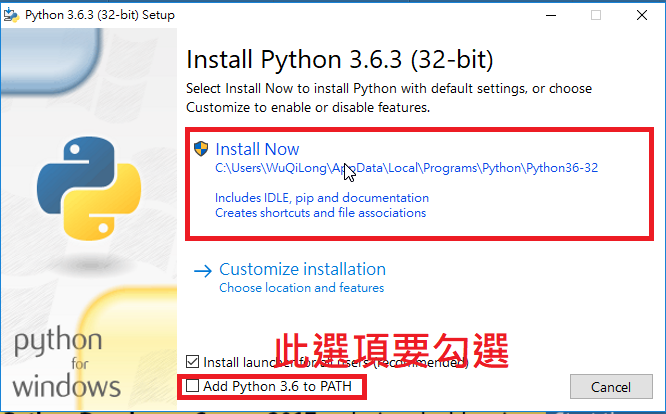 Python 3.6.3 (32-bit) Setup
Install Python 3.6.3 (32-bit)
Select Install Now to install Python with default settings, or choose
Customize to enable or disable features.
Install Now
C:\Users\WuQiLong\AppData\Local\Programs\Python\Python36-32
Includes IDLE, pip and documentation
Creates shortcuts and file associations
Customize installation
Choose location and features
此選項要勾選
Install launcher for all users (recommended)
Add Python 3.6 to PATH
Cancel
python
for
windows